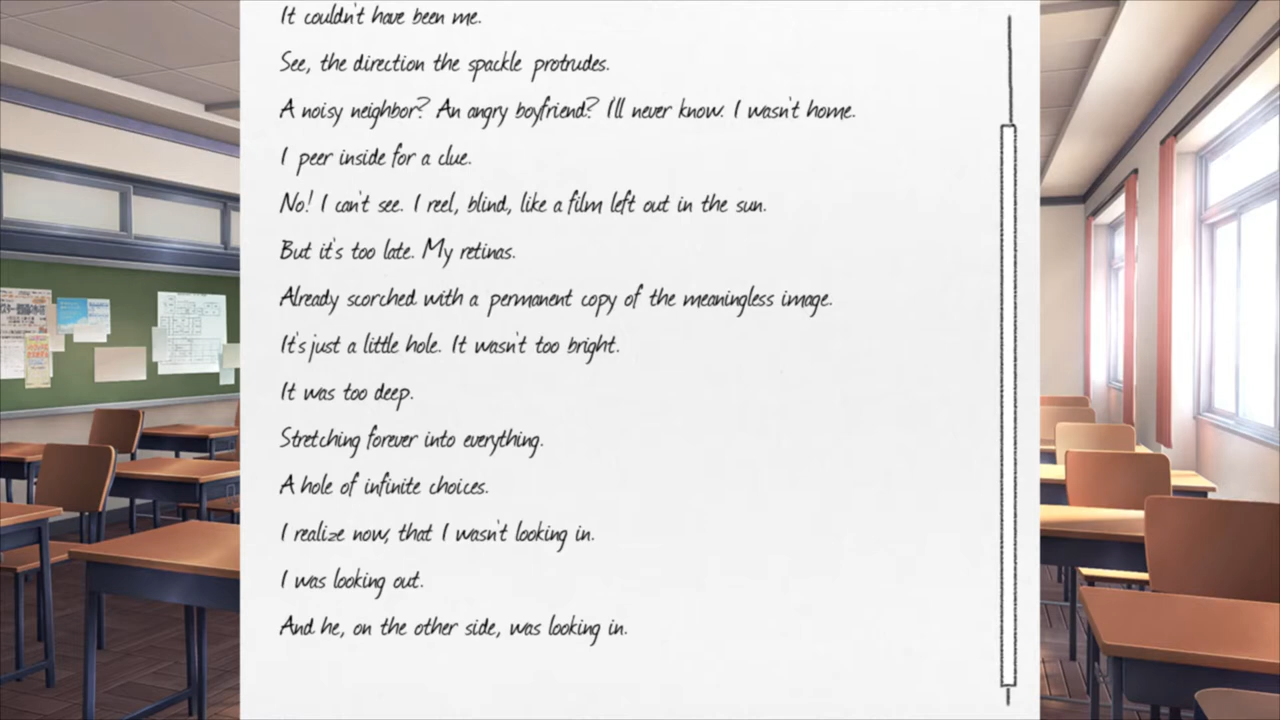 It couldn't have been me.
See, the direction the spackle protrudes.
A noisy neighbor? An angry boyfriend? I'll never know. I wasn't home.
I peer inside for a clue.
No! I can't see. I reel, blind, like a film left out in the sun.
But it's too late. My retinas.
Already scorched with a permanent copy of the meaningless image.
It's just a little hole. It wasn't too bright.
It was too deep.
Stretching forever into everything.
A hole of infinite choices.
I realize now, that I wasn't looking in.
I was looking out.
And he, on the other side, was looking in.